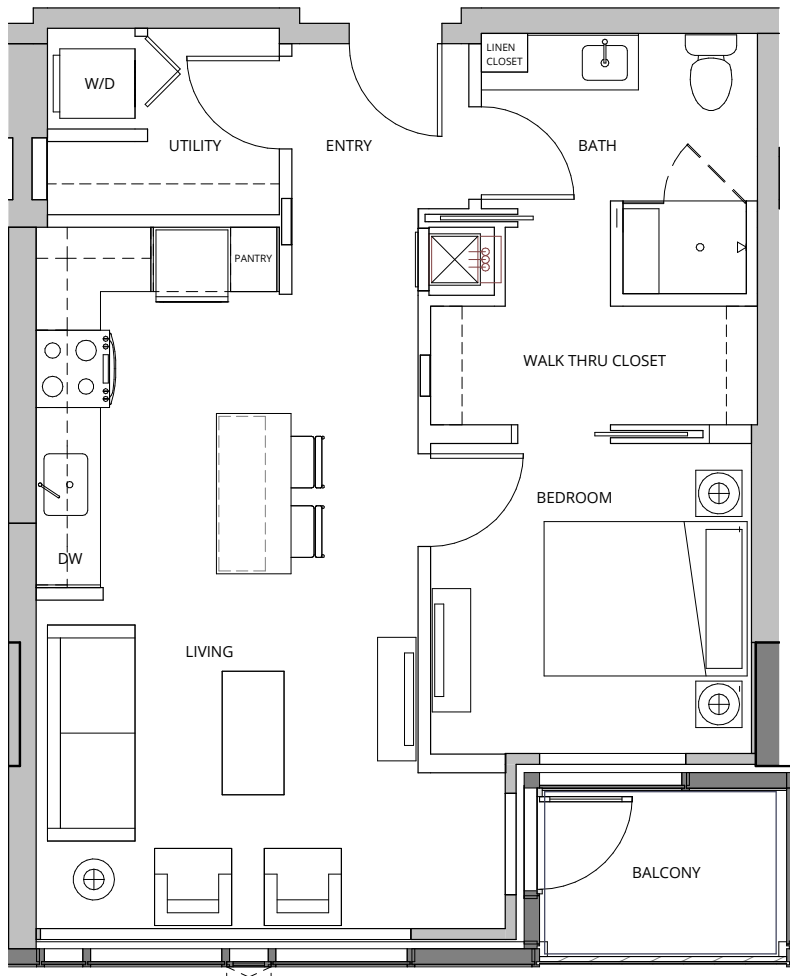 LINEN
CLOSET
W/D
UTILITY
ENTRY
BATH
PANTRY
WALK THRU CLOSET
BEDROOM
DW
LIVING
BALCONY